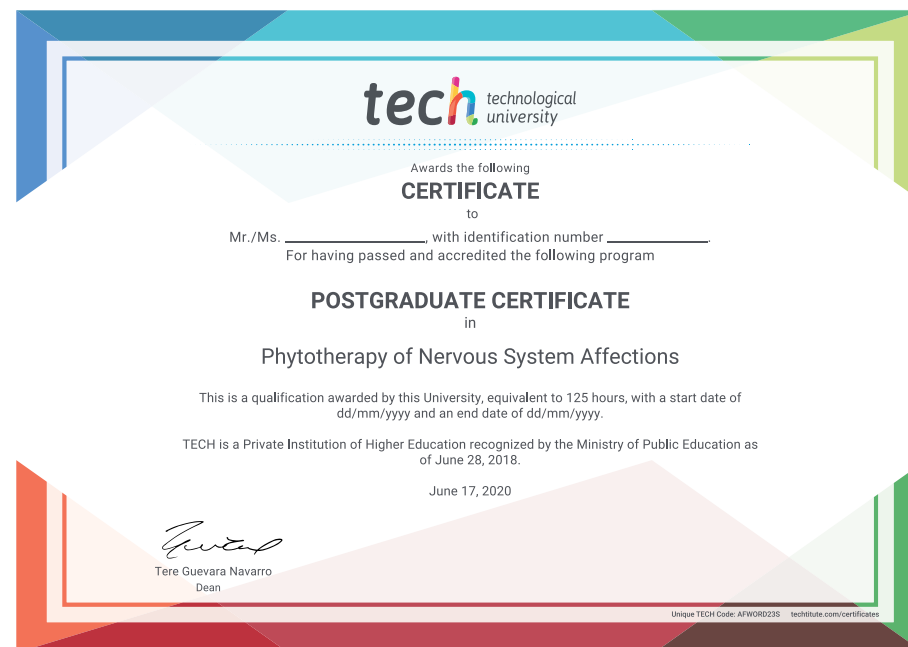 tech technological
university
Awards the following
CERTIFICATE
to
Mr./Ms. ____________________, with identification number ______________.
For having passed and accredited the following program
POSTGRADUATE CERTIFICATE
in
Phytotherapy of Nervous System Affections
This is a qualification awarded by this University, equivalent to 125 hours, with a start date of
dd/mm/yyyy and an end date of dd/mm/yyyy.
TECH is a Private Institution of Higher Education recognized by the Ministry of Public Education as
of June 28, 2018.
June 17, 2020
Tere Guevara Navarro
Dean
Unique TECH Code: AFWORD23S techtitute.com/certificates